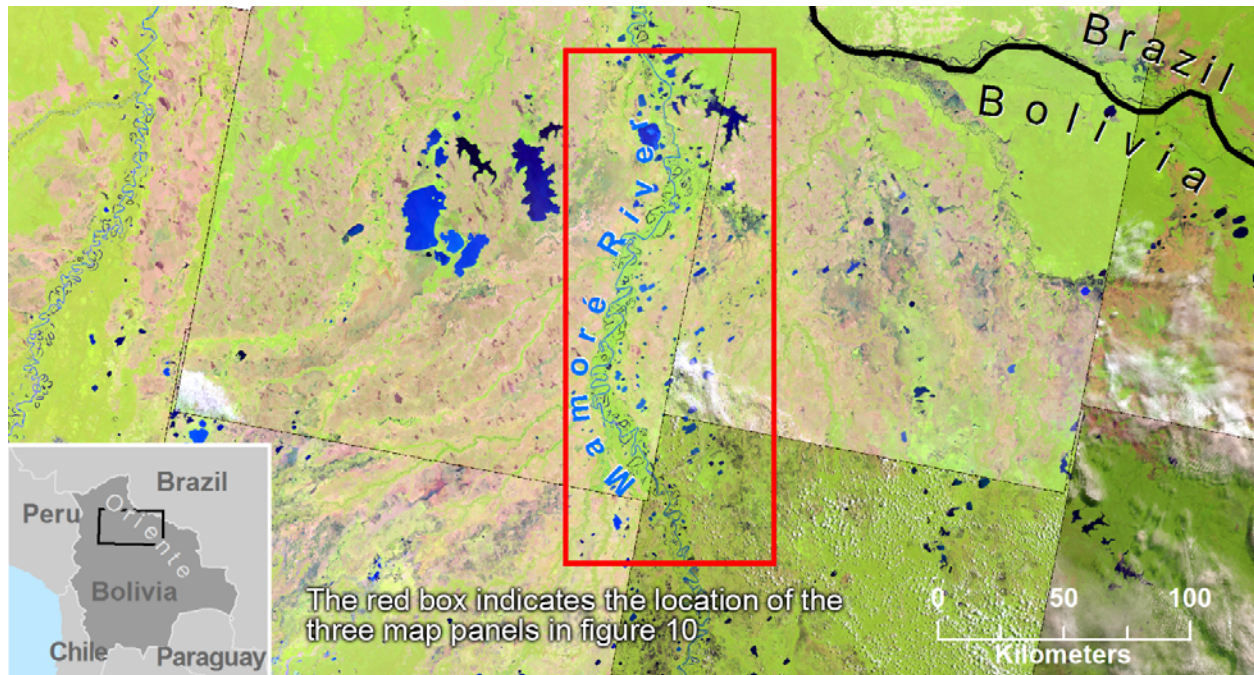 Brazil
Bolivia
Mamoré River
Brazil
Peru
Oriente
Bolivia
Chile
Paraguay
The red box indicates the location of the
three map panels in figure 10
0 50 100
Kilometers